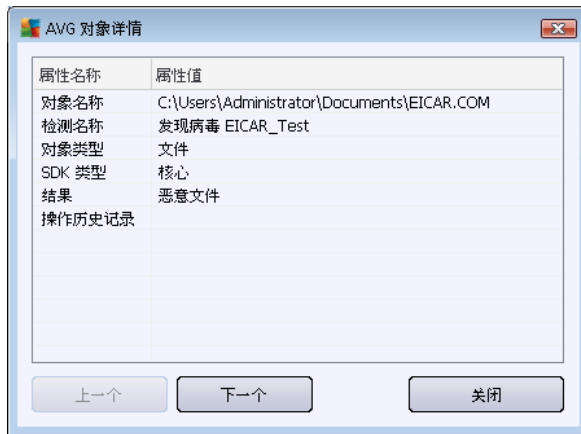 AVG 对象详情
属性名称 属性值
对象名称 C:\Users\Administrator\Documents\EICAR.COM
检测名称 发现病毒 EICAR_Test
对象类型 文件
SDK 类型 核心
结果 恶意文件
操作历史记录
上一个 下一个 关闭